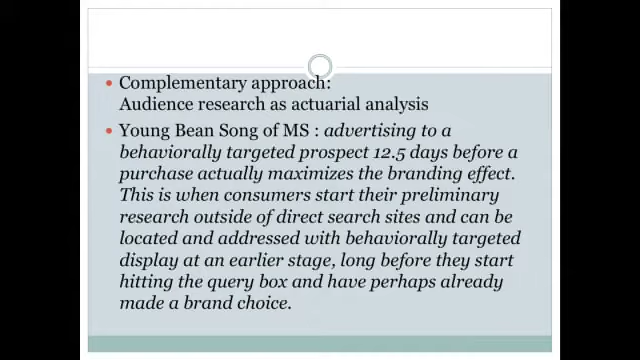 Complementary approach:
Audience research as actuarial analysis
Young Bean Song of MS : advertising to a
behaviorally targeted prospect 12.5 days before a
purchase actually maximizes the branding effect.
This is when consumers start their preliminary
research outside of direct search sites and can be
located and addressed with behaviorally targeted
display at an earlier stage, long before they start
hitting the query box and have perhaps already
made a brand choice.